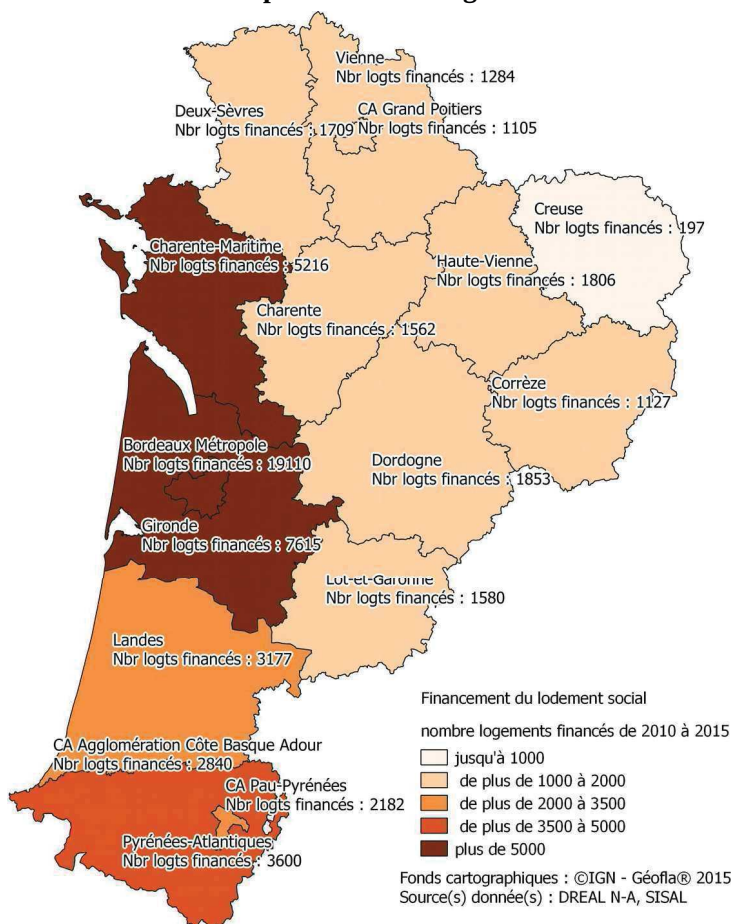 Vienne
Nbr logts financés : 1284
Deux-Sèvres
Nbr logts financés : 1709
CA Grand Poitiers
Nbr logts financés : 1105
Creuse
Nbr logts financés : 197
Charente-Maritime
Nbr logts financés : 5216
Haute-Vienne
Nbr logts financés : 1806
Charente
Nbr logts financés : 1562
Corrèze
Nbr logts financés : 1127
Bordeaux Métropole
Nbr logts financés : 19110
Dordogne
Nbr logts financés : 1853
Gironde
Nbr logts financés : 7615
Lot-et-Garonne
Nbr logts financés : 1580
Landes
Nbr logts financés : 3177
CA Agglomération Côte Basque Adour
Nbr logts financés : 2840
CA Pau-Pyrénées
Nbr logts financés : 2182
Pyrénées-Atlantiques
Nbr logts financés : 3600
Financement du lodement social
nombre logements financés de 2010 à 2015
jusqu'à 1000
de plus de 1000 à 2000
de plus de 2000 à 3500
de plus de 3500 à 5000
plus de 5000
Fonds cartographiques : ©IGN - Géofla® 2015
Source(s) donnée(s) : DREAL N-A, SISAL